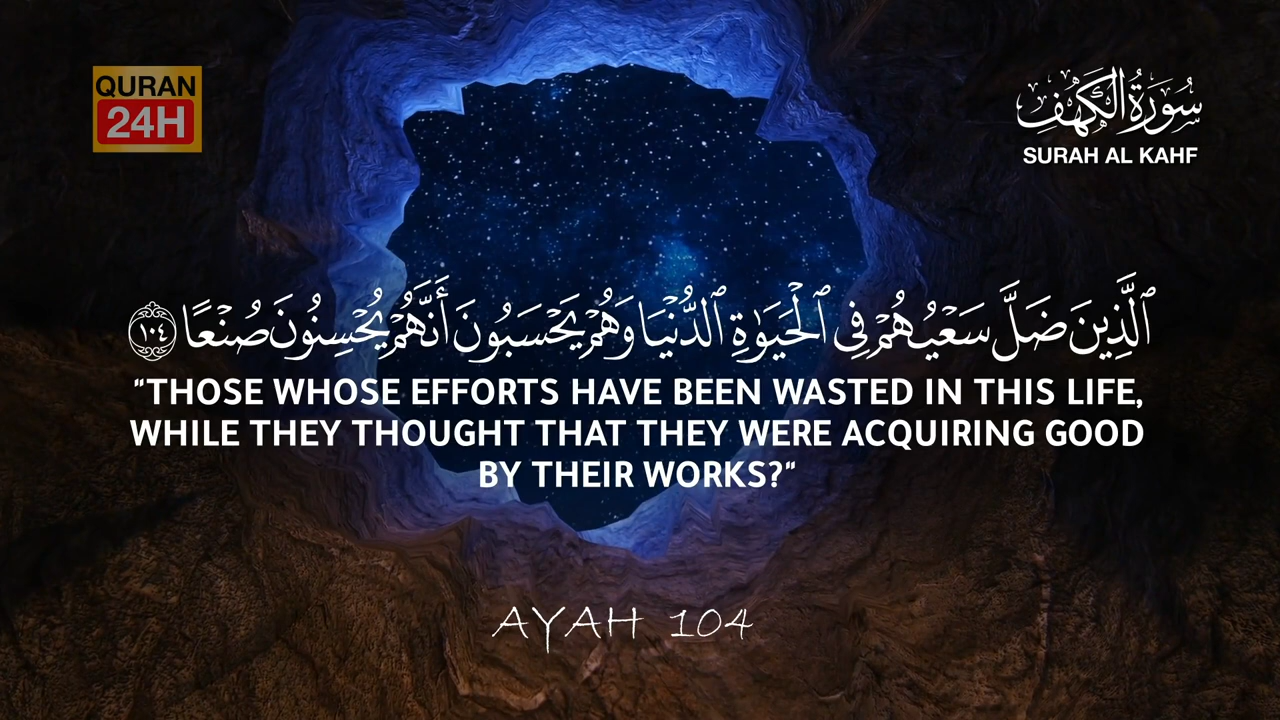 QURAN
24H
سُورَةُ الكَهْفِ
SURAH AL KAHF
ٱلَّذِينَ ضَلَّ سَعْيُهُمْ فِى ٱلْحَيَوٰةِ ٱلدُّنْيَا وَهُمْ يَحْسَبُونَ أَنَّهُمْ يُحْسِنُونَ صُنْعًا ١٠٤
"THOSE WHOSE EFFORTS HAVE BEEN WASTED IN THIS LIFE,
WHILE THEY THOUGHT THAT THEY WERE ACQUIRING GOOD
BY THEIR WORKS?"
AYAH 104